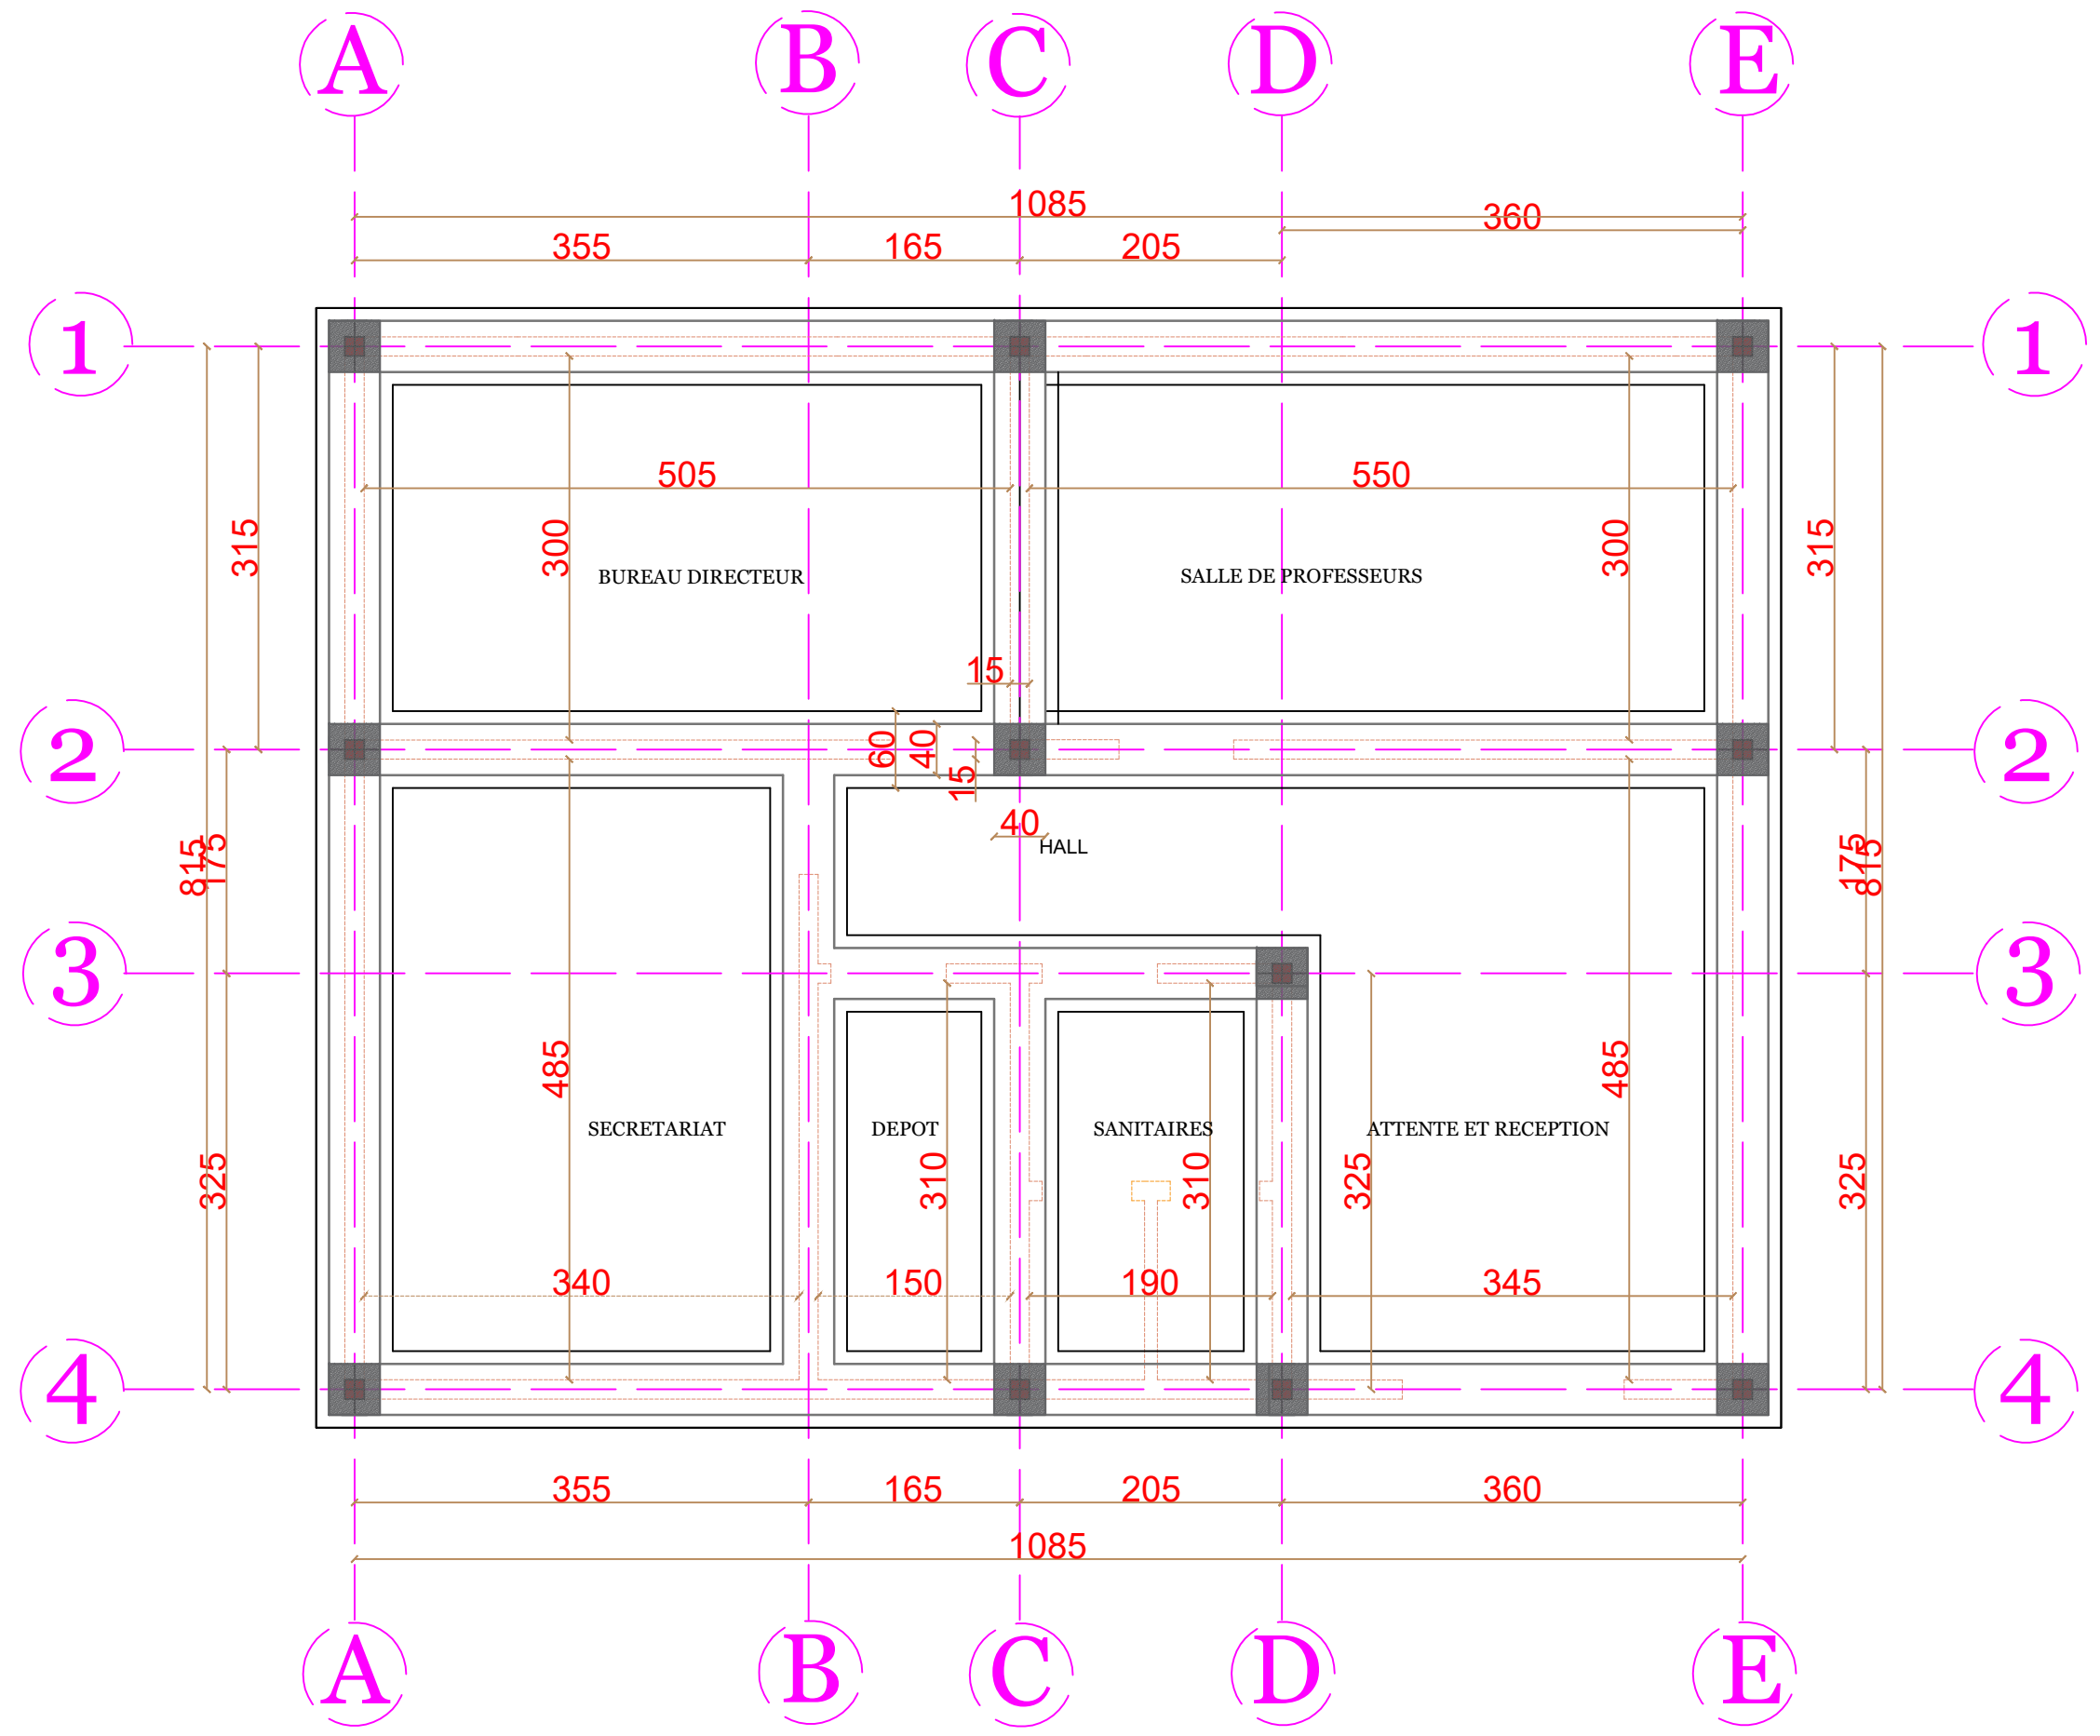 A B C D E
1085
360
355 165 205
1 1
505 550
315 300 300 315
BUREAU DIRECTEUR SALLE DE PROFESSEURS
15
2 2
60 40 15
40
HALL
815 175 175 815
3 3
485 485
SECRETARIAT DEPOT SANITAIRES ATTENTE ET RECEPTION
325 310 310 325 325
340 150 190 345
4 4
355 165 205 360
1085
A B C D E